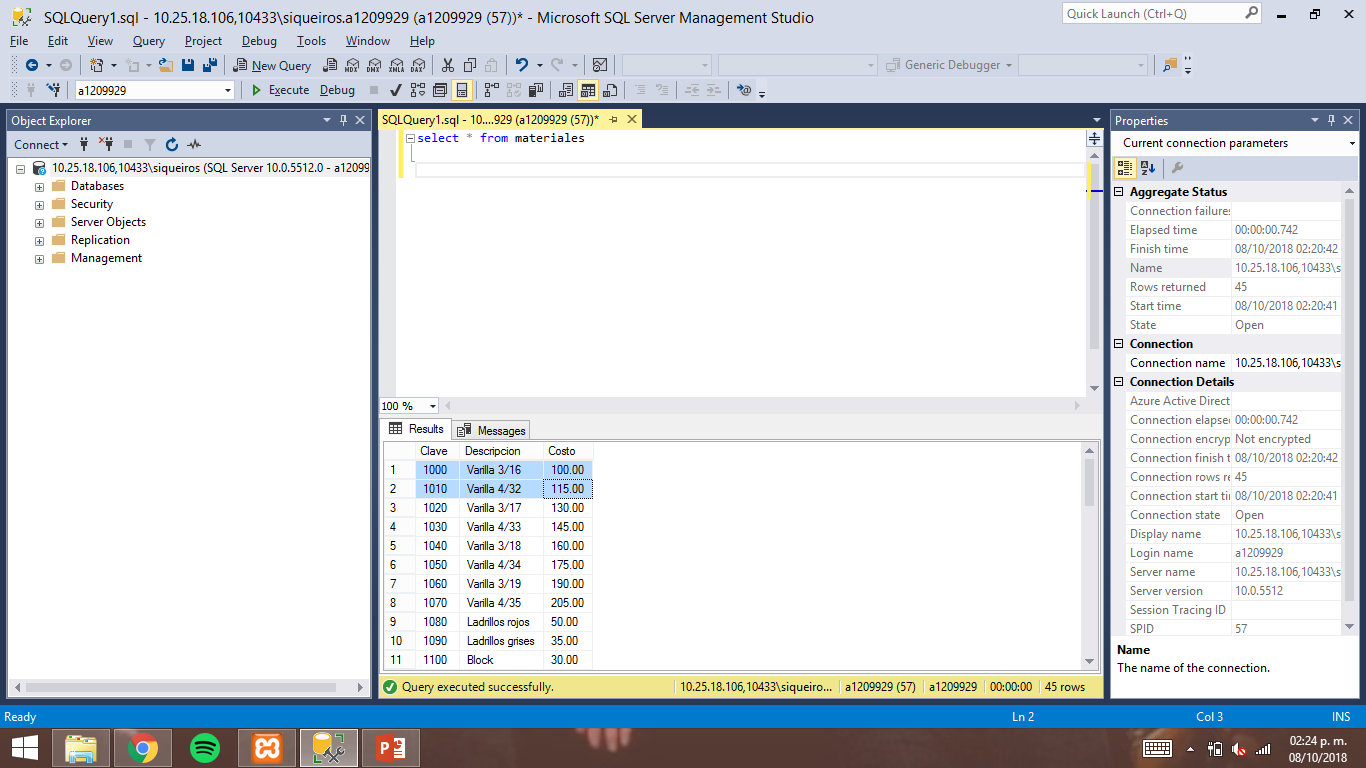 SQLQuery1.sql - 10.25.18.106,10433\siqueiros.a1209929 (a1209929 (57))* - Microsoft SQL Server Management Studio
Quick Launch (Ctrl+Q)
File Edit View Query Project Debug Tools Window Help
New Query MDX DMX XMLA DAX Generic Debugger
a1209929 Execute Debug
Object Explorer
Connect
10.25.18.106,10433\siqueiros (SQL Server 10.0.5512.0 - a12099
Databases
Security
Server Objects
Replication
Management
SQLQuery1.sql - 10....929 (a1209929 (57))*
select * from materiales
100 %
Results Messages
Clave Descripcion Costo
1 1000 Varilla 3/16 100.00
2 1010 Varilla 4/32 115.00
3 1020 Varilla 3/17 130.00
4 1030 Varilla 4/33 145.00
5 1040 Varilla 3/18 160.00
6 1050 Varilla 4/34 175.00
7 1060 Varilla 3/19 190.00
8 1070 Varilla 4/35 205.00
9 1080 Ladrillos rojos 50.00
10 1090 Ladrillos grises 35.00
11 1100 Block 30.00
Query executed successfully. 10.25.18.106,10433\siqueiro... a1209929 (57) a1209929 00:00:00 45 rows
Properties
Current connection parameters
Aggregate Status
Connection failures
Elapsed time 00:00:00.742
Finish time 08/10/2018 02:20:42
Name 10.25.18.106,10433\s
Rows returned 45
Start time 08/10/2018 02:20:41
State Open
Connection
Connection name 10.25.18.106,10433\s
Connection Details
Azure Active Direct
Connection elapse 00:00:00.742
Connection encryp Not encrypted
Connection finish t 08/10/2018 02:20:42
Connection rows re 45
Connection start ti 08/10/2018 02:20:41
Connection state Open
Display name 10.25.18.106,10433\s
Login name a1209929
Server name 10.25.18.106,10433\s
Server version 10.0.5512
Session Tracing ID
SPID 57
Name
The name of the connection.
Ready Ln 2 Col 3 INS
02:24 p. m.
08/10/2018